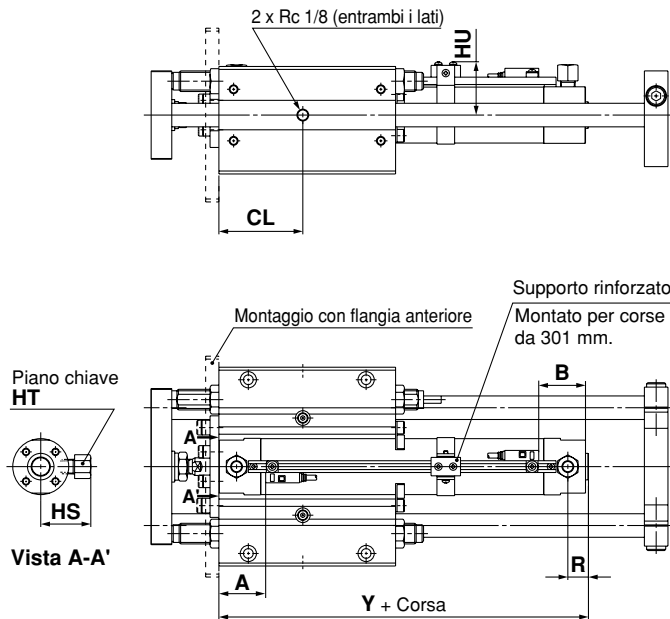 2 x Rc 1/8 (entrambi i lati)
HU
CL
Supporto rinforzato
Montato per corse
da 301 mm.
Montaggio con flangia anteriore
Piano chiave
HT
B
A
A'
HS
Vista A-A'
A
R
Y + Corsa